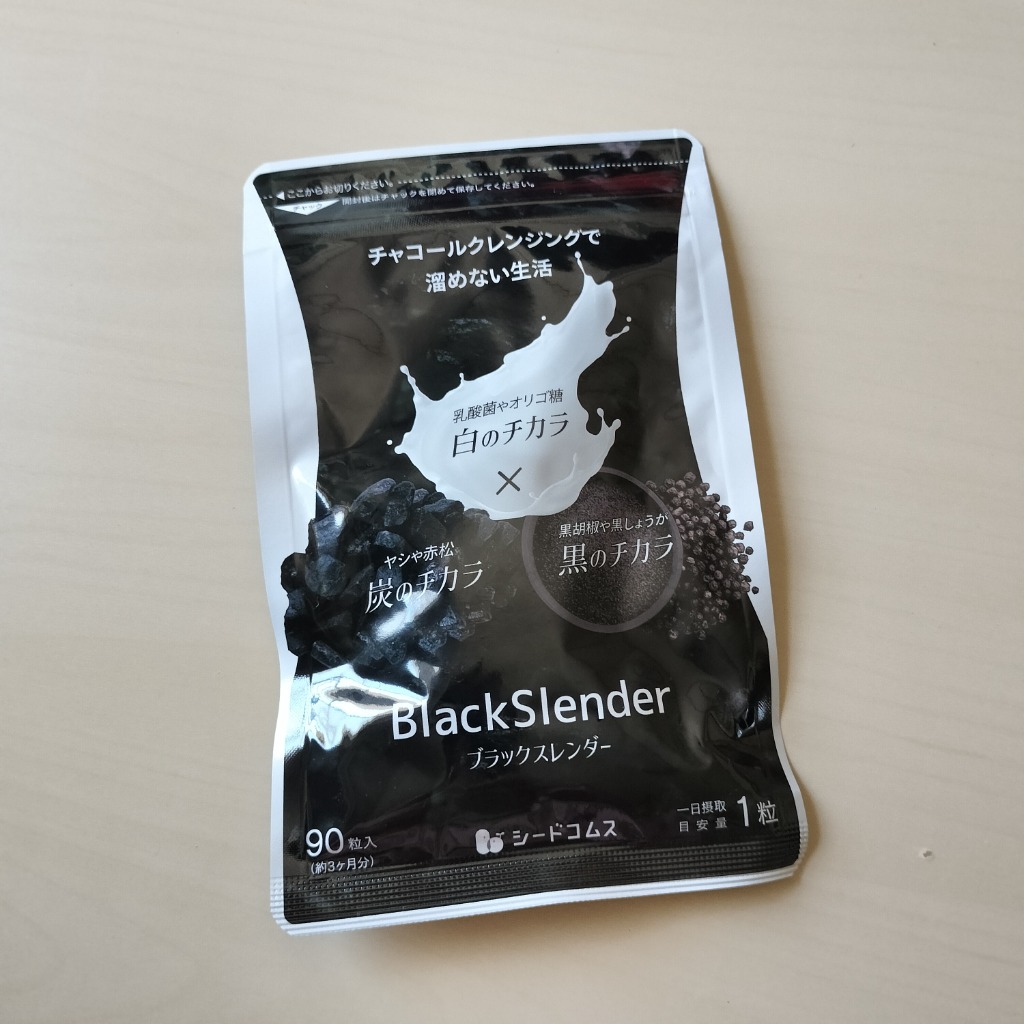 ◀ここからお切りください。
チャック
開封後はチャックを閉めて保存してください。
チャコールクレンジングで
溜めない生活
乳酸菌やオリゴ糖
白のチカラ
×
ヤシや赤松
炭のチカラ
黒胡椒や黒しょうが
黒のチカラ
BlackSlender
ブラックスレンダー
90粒入
(約3ヶ月分)
シードコムス
一日摂取
目安量
1粒